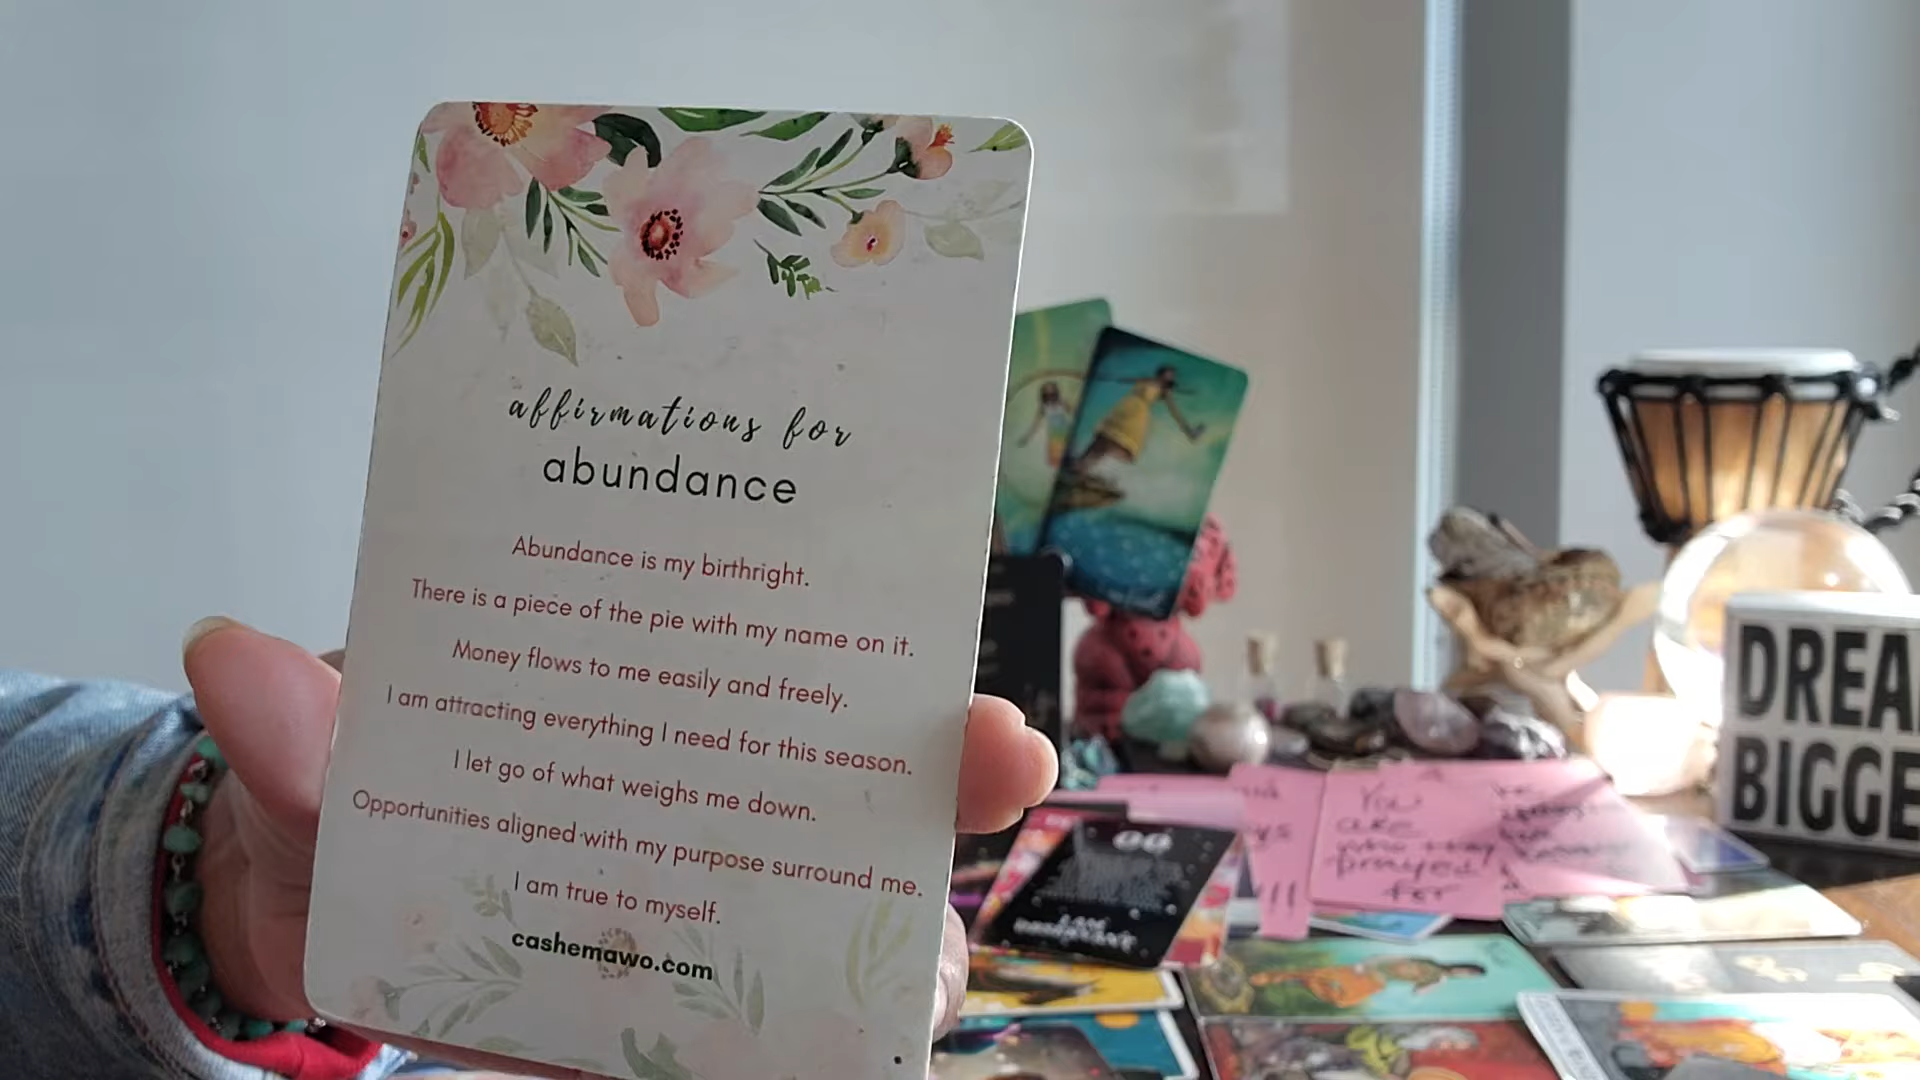 affirmations for
abundance
Abundance is my birthright.
There is a piece of the pie with my name on it.
Money flows to me easily and freely.
I am attracting everything I need for this season.
I let go of what weighs me down.
Opportunities aligned with my purpose surround me.
I am true to myself.
cashemawo.com
You
are
who they
prayed
for
DREA
BIGGE